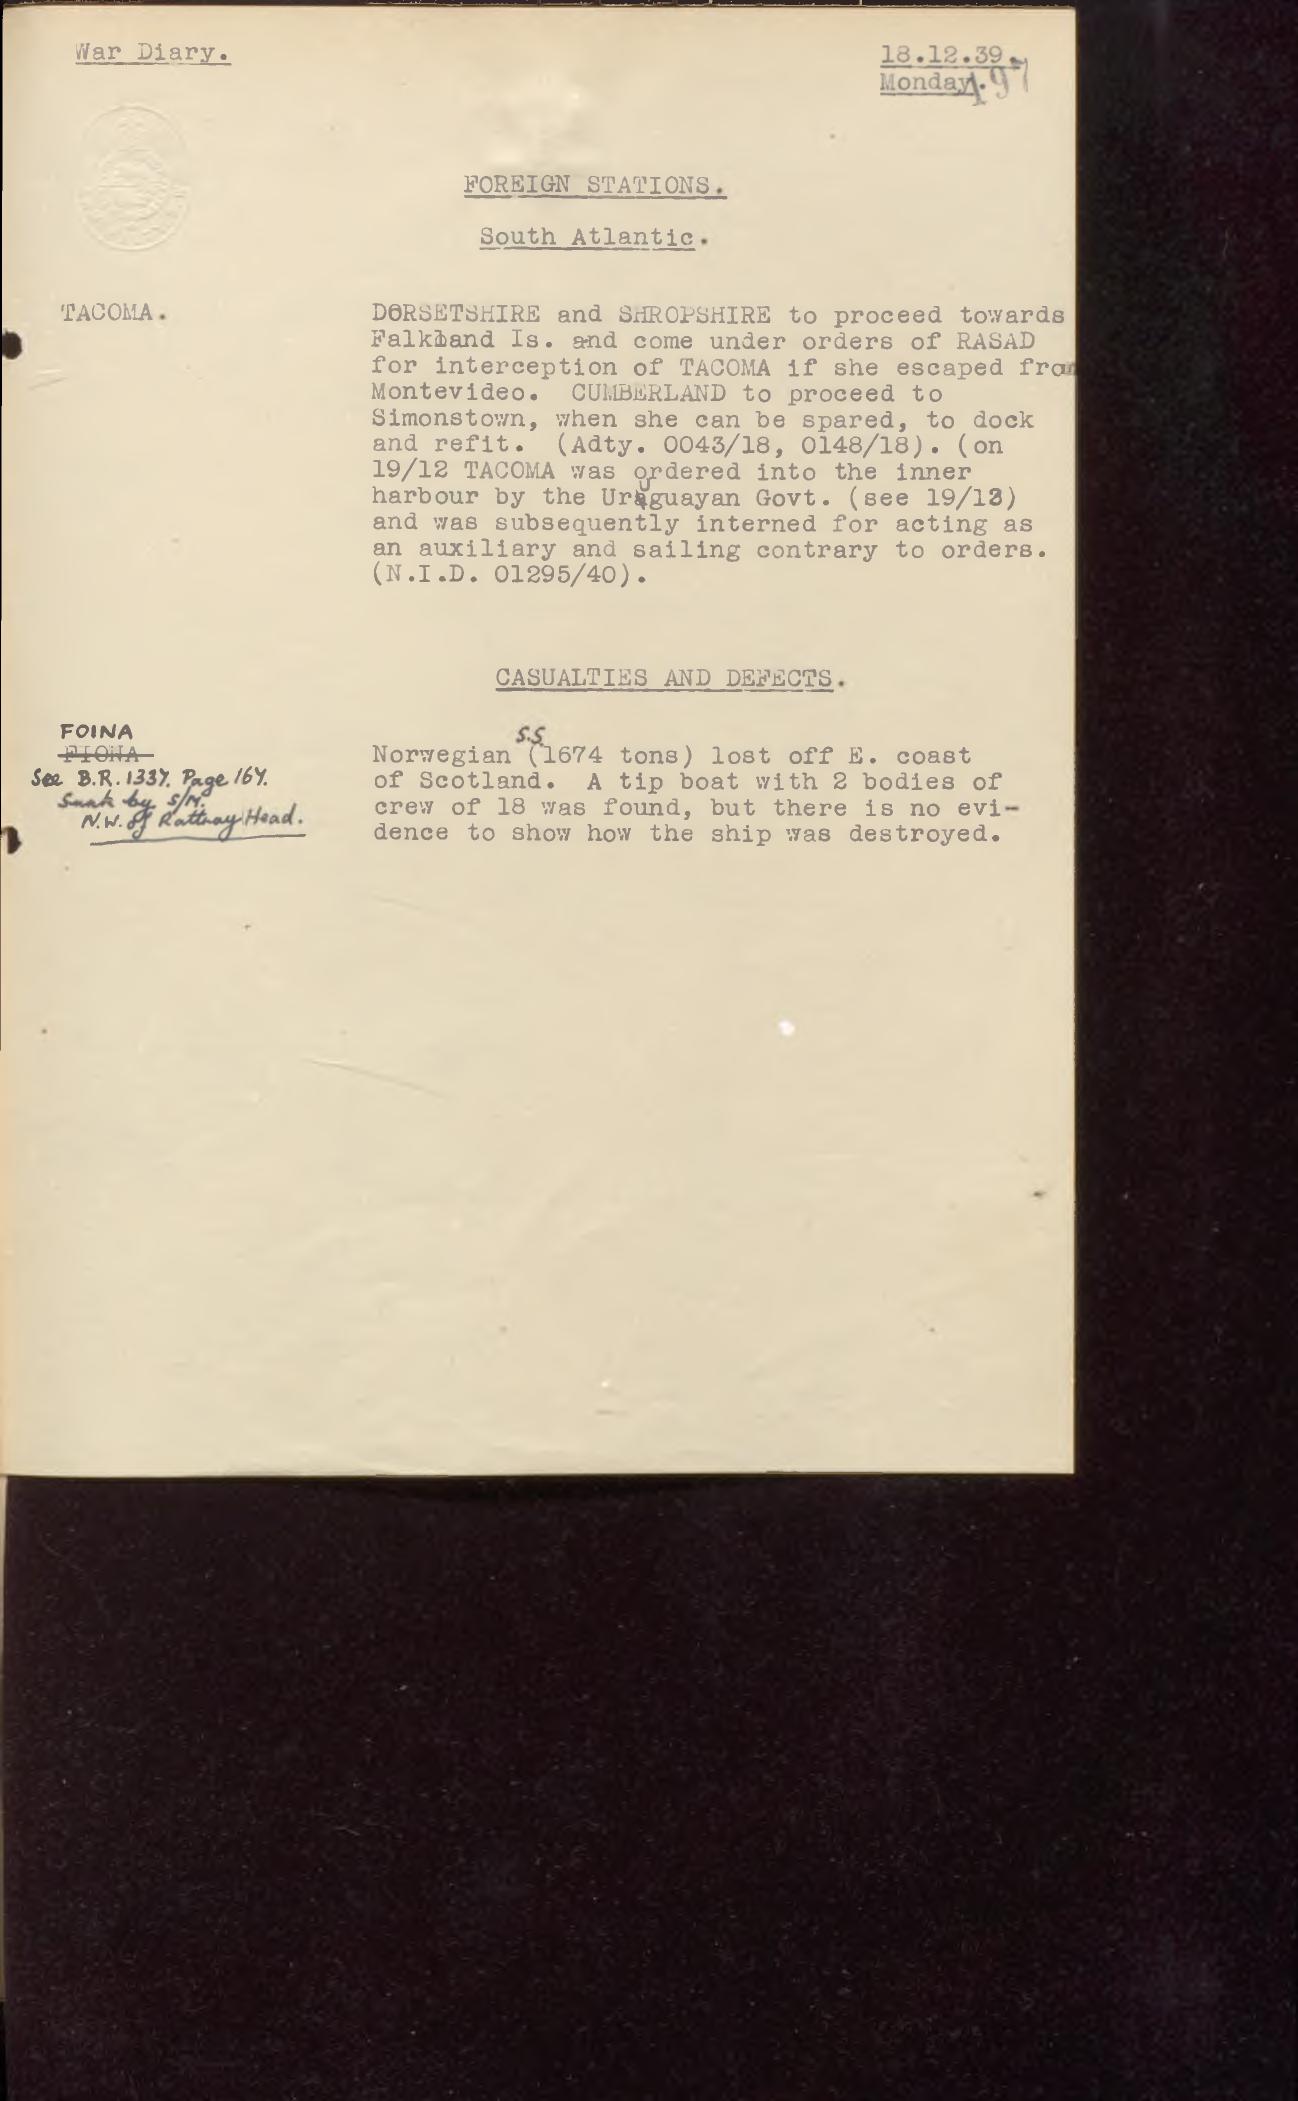 War Diary.
18.12.39.
Monday.
197
FOREIGN STATIONS.
South Atlantic.
TACOMA.
DORSETSHIRE and SHROPSHIRE to proceed towards
Falkland Is. and come under orders of RASAD
for interception of TACOMA if she escaped from
Montevideo. CUMBERLAND to proceed to
Simonstown, when she can be spared, to dock
and refit. (Adty. 0043/18, 0148/18). (on
19/12 TACOMA was ordered into the inner
harbour by the Uruguayan Govt. (see 19/12)
and was subsequently interned for acting as
an auxiliary and sailing contrary to orders.
(N.I.D. 01295/40).
CASUALTIES AND DEFECTS.
FOINA
FIONA
See B.R. 1337. Page 164.
Sunk by S/M.
N.W. of Rattray Head.
S.S.
Norwegian (1674 tons) lost off E. coast
of Scotland. A tip boat with 2 bodies of
crew of 18 was found, but there is no evi-
dence to show how the ship was destroyed.